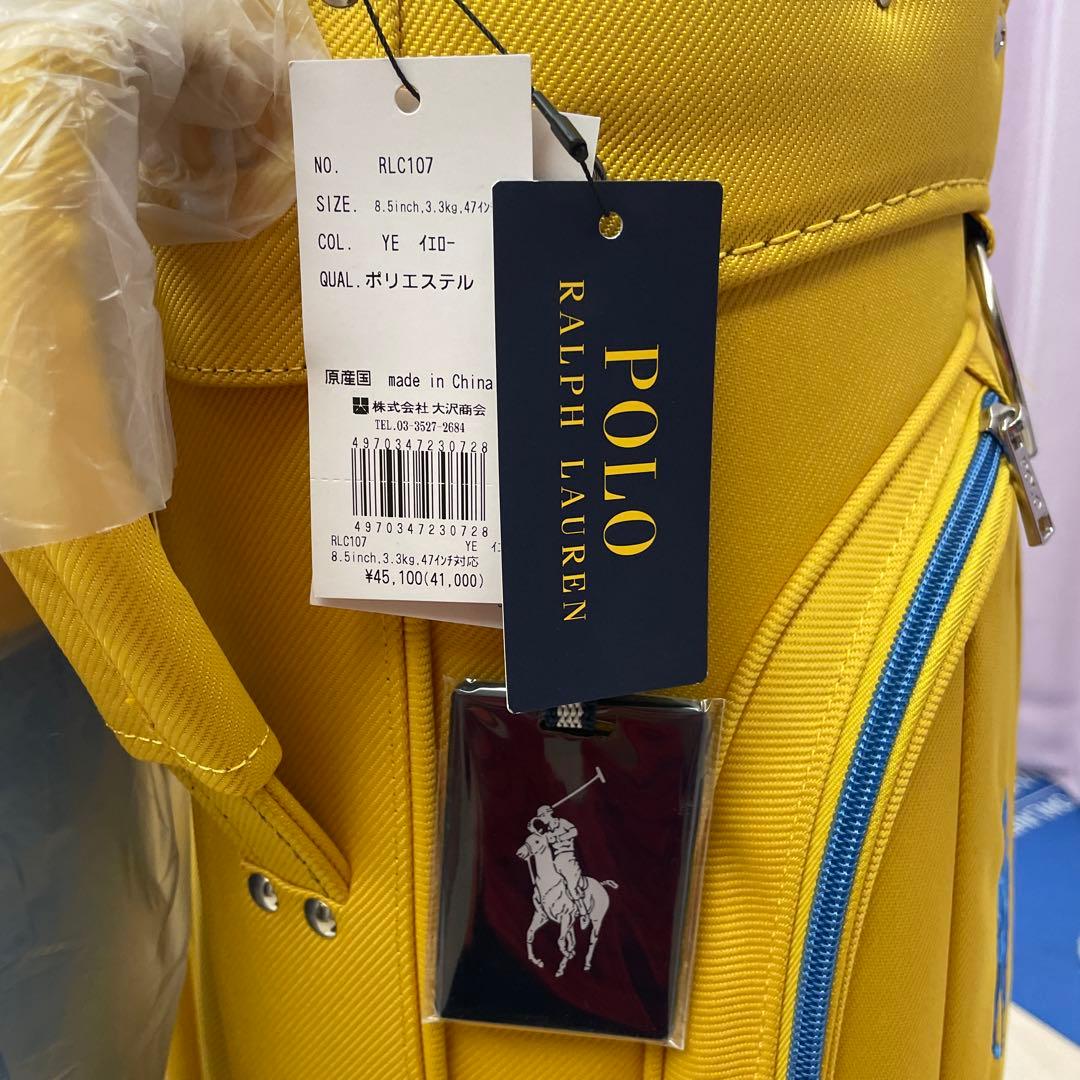 NO. RLC107
SIZE. 8.5inch,3.3kg,47ｲﾝ
COL. YE ｲｴﾛｰ
QUAL.ポリエステル
原産国 made in China
株式会社 大沢商会
TEL.03-3527-2684
4970347230728
4970347230728
RLC107 YE
8.5inch,3.3kg,47ｲﾝﾁ対応
¥45,100(41,000)
POLO
RALPH LAUREN